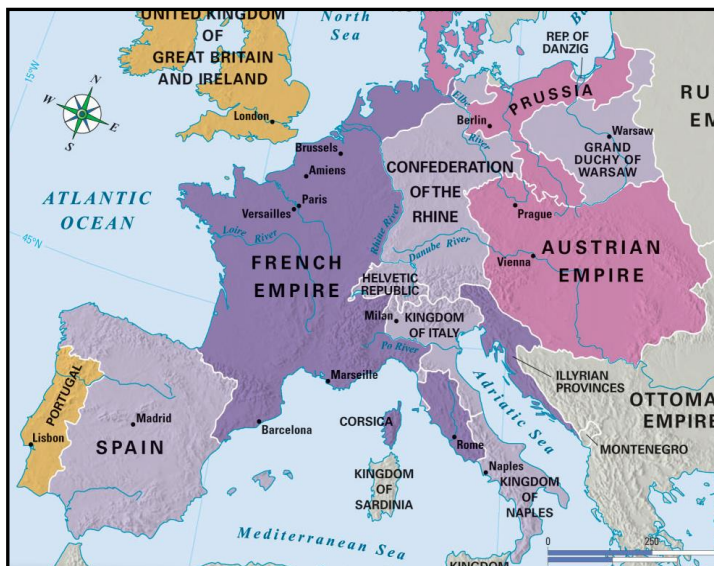 UNITED KINGDOM
OF
GREAT BRITAIN
AND IRELAND
North
Sea
REP. OF
DANZIG
15°W
N
W
E
S
London
Elbe
River
PRUSSIA
Berlin
Warsaw
GRAND
DUCHY OF
WARSAW
Brussels
Amiens
CONFEDERATION
OF THE
RHINE
ATLANTIC
OCEAN
Paris
Versailles
Prague
Rhine River
Loire River
45°N
Danube River
AUSTRIAN
EMPIRE
Vienna
FRENCH
EMPIRE
HELVETIC
REPUBLIC
Milan
KINGDOM
OF ITALY
Po River
Marseille
ILLYRIAN
PROVINCES
OTTOMA
EMPIRE
PORTUGAL
Madrid
Barcelona
CORSICA
Adriatic Sea
Lisbon
SPAIN
Rome
MONTENEGRO
KINGDOM
OF
SARDINIA
Naples
KINGDOM
OF
NAPLES
Mediterranean Sea
0
250